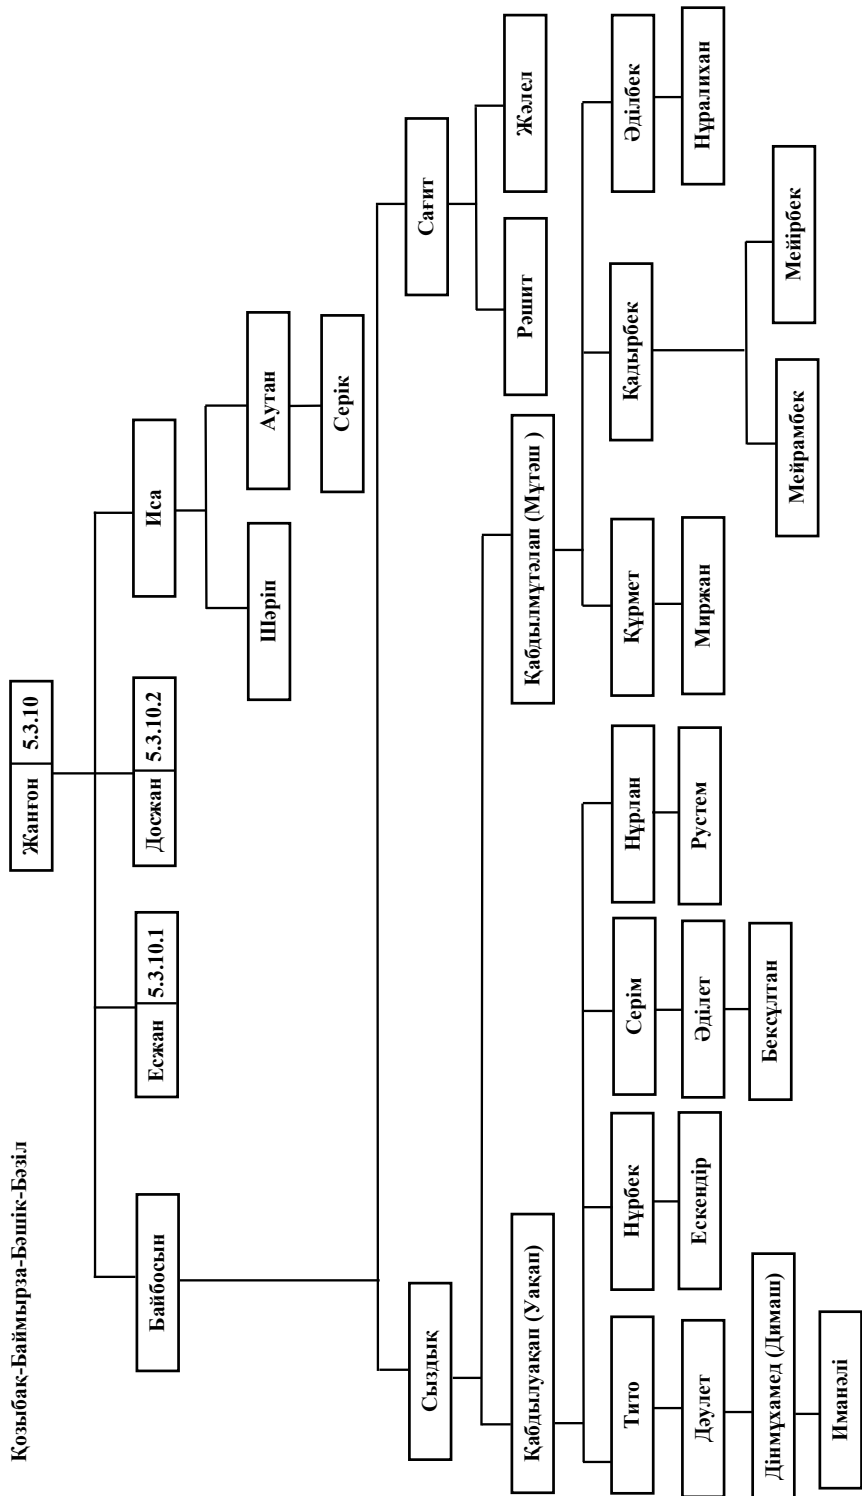 Қозыбақ-Баймырза-Бәшік-Бәзіл
Жанғон 5.3.10
Байбосын
Есжан 5.3.10.1
Досжан 5.3.10.2
Иса
Шәріп
Аутан
Серік
Сыздық
Сағит
Рәшит
Жәлел
Қабдылуақап (Уақап)
Қабдылмүтәлап (Мүтәш )
Тито
Нұрбек
Серім
Нұрлан
Құрмет
Қадырбек
Әділбек
Дәулет
Ескендір
Әділет
Рустем
Миржан
Нұралихан
Дінмұхамед (Димаш)
Бексұлтан
Мейрамбек
Мейірбек
Иманәлі